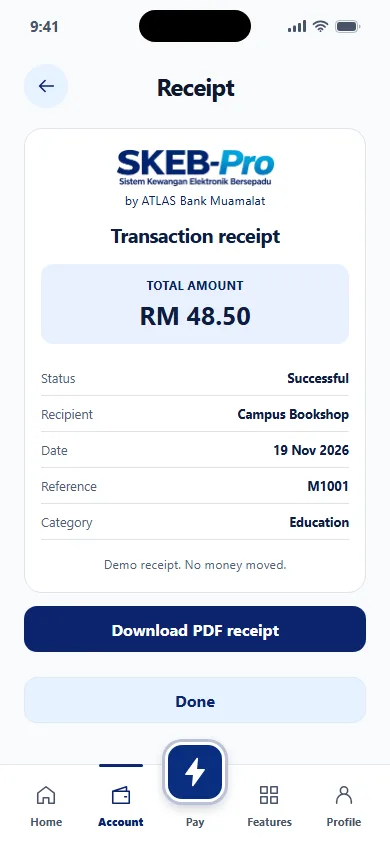 9:41
Receipt
SKEB-Pro
Sistem Kewangan Elektronik Bersepadu
by ATLAS Bank Muamalat
Transaction receipt
TOTAL AMOUNT
RM 48.50
Status Successful
Recipient Campus Bookshop
Date 19 Nov 2026
Reference M1001
Category Education
Demo receipt. No money moved.
Download PDF receipt
Done
Home Account Pay Features Profile